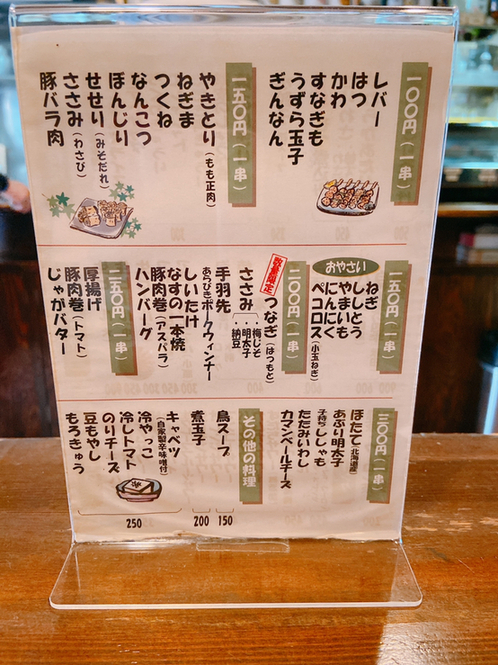 一〇〇円(一串)
レバー
はつ
かわ
すなぎも
うずら玉子
ぎんなん
一五〇円(一串)
やきとり(もも正肉)
ねぎま
つくね
なんこつ
ぼんじり
せせり(みそだれ)
ささみ(わさび)
豚バラ肉
一五〇円(一串)
おやさい
ねぎ
ししとう
やまいも
にんにく
ペコロス(小玉ねぎ)
二〇〇円(一串)
数量限定
つなぎ(はつもと)
ささみ
・梅じそ
・明太子
・納豆
手羽先
あらびきポークウィンナー
しいたけ
なすの一本焼
豚肉巻(アスパラ)
ハンバーグ
二五〇円(一串)
厚揚げ
豚肉巻(トマト)
じゃがバター
三〇〇円(一串)
ほたて(北海道産)
あぶり明太子
子持ちししゃも
たたみいわし
カマンベールチーズ
その他の料理
鳥スープ
150
煮玉子
200
キャベツ
(自家製辛味噌付)
冷やっこ
冷しトマト
のりチーズ
豆もやし
もろきゅう
250